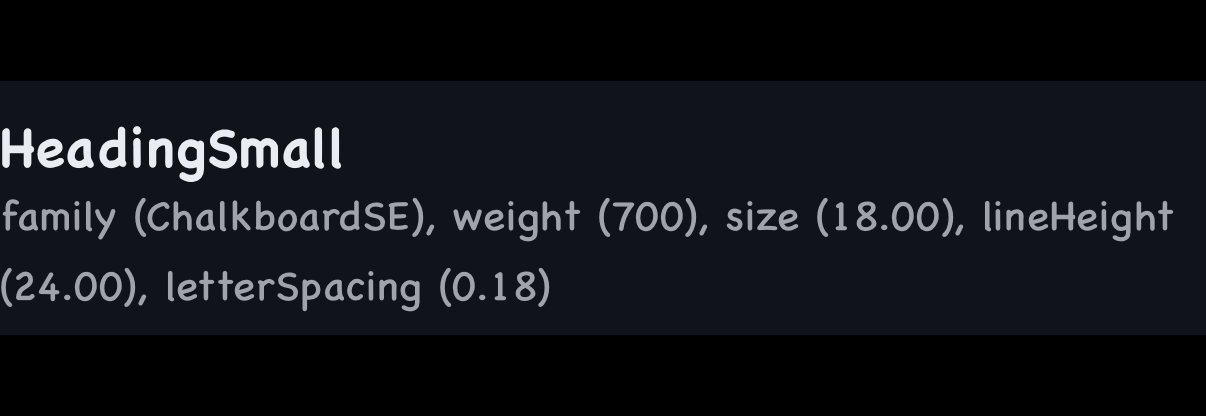 HeadingSmall
family (ChalkboardSE), weight (700), size (18.00), lineHeight
(24.00), letterSpacing (0.18)